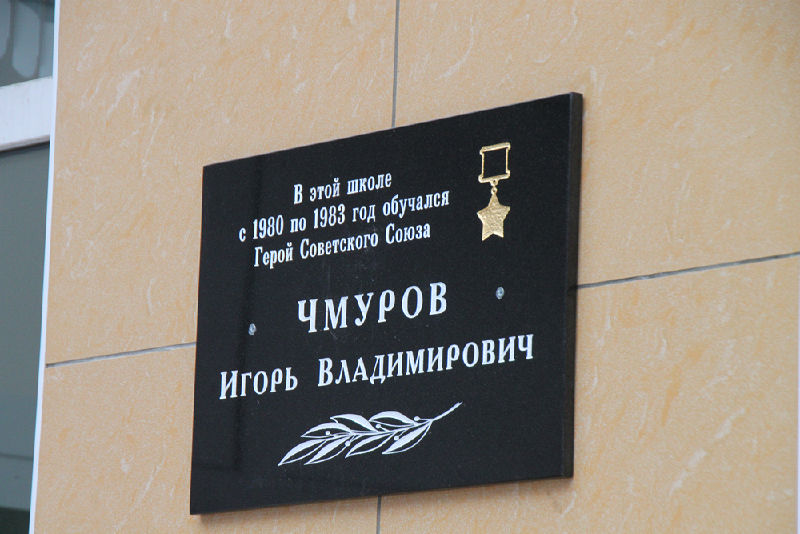 В этой школе
с 1980 по 1983 год обучался
Герой Советского Союза
ЧМУРОВ
ИГОРЬ ВЛАДИМИРОВИЧ